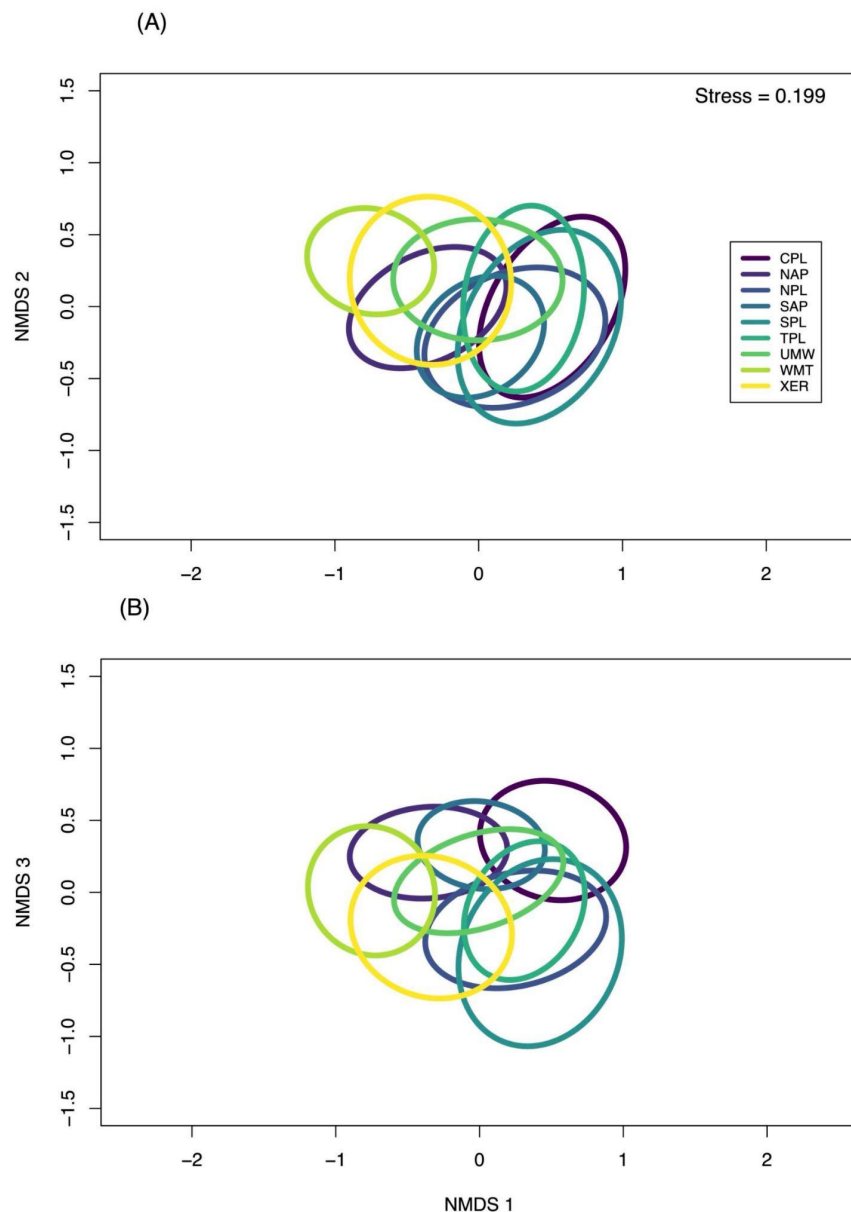 (A)
Stress = 0.199
NMDS 2
1.5
1.0
0.5
0.0
−0.5
−1.0
−1.5
CPL
NAP
NPL
SAP
SPL
TPL
UMW
WMT
XER
−2 −1 0 1 2
(B)
NMDS 3
1.5
1.0
0.5
0.0
−0.5
−1.0
−1.5
−2 −1 0 1 2
NMDS 1